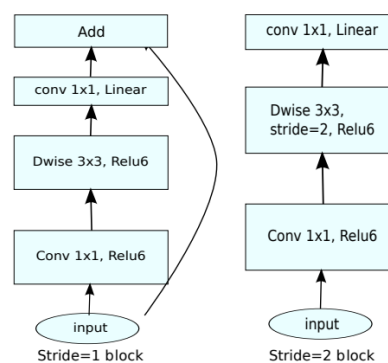 Add
conv 1x1, Linear
Dwise 3x3, Relu6
Conv 1x1, Relu6
input
Stride=1 block
conv 1x1, Linear
Dwise 3x3,
stride=2, Relu6
Conv 1x1, Relu6
input
Stride=2 block